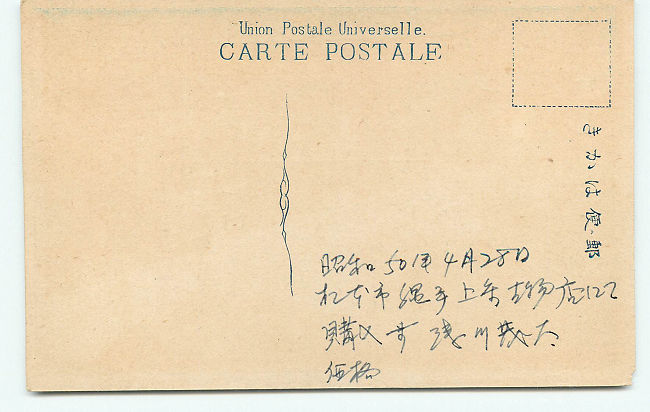 Union Postale Universelle.
CARTE POSTALE
きかは便郵
昭和50年4月28日
松本市縄手上条古物店にて
購入
価格